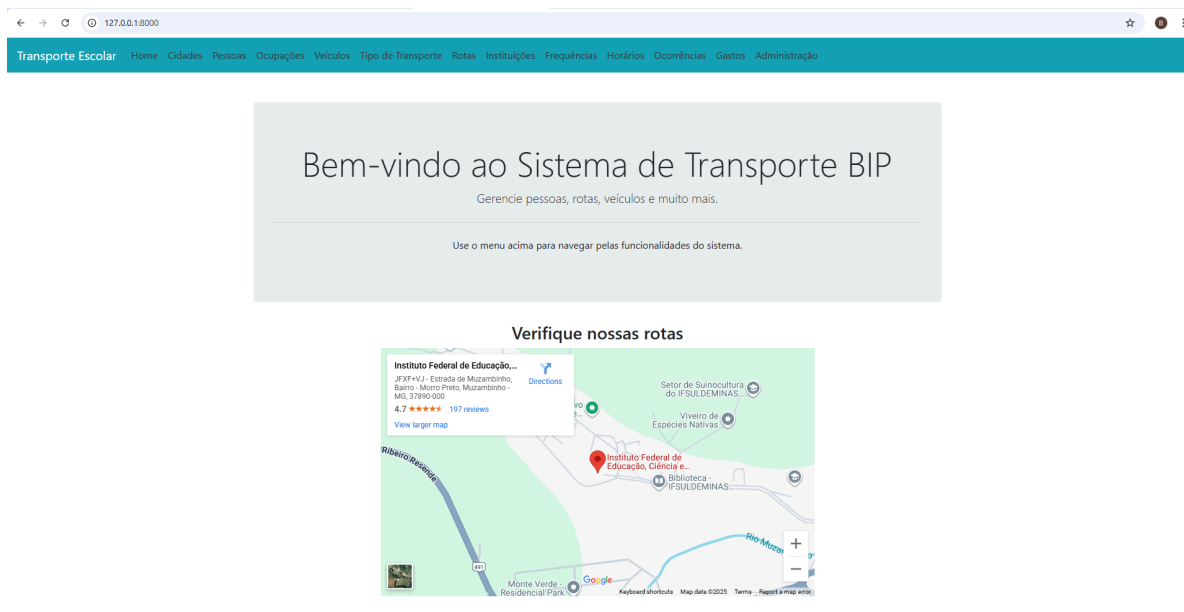 127.0.0.1:8000
B
Transporte Escolar Home Cidades Pessoas Ocupações Veículos Tipo de Transporte Rotas Instituições Frequências Horários Ocorrências Gastos Administração
Bem-vindo ao Sistema de Transporte BIP
Gerencie pessoas, rotas, veículos e muito mais.
Use o menu acima para navegar pelas funcionalidades do sistema.
Verifique nossas rotas
Instituto Federal de Educação,...
Directions
JFXF+VJ - Estrada de Muzambinho,
Bairro - Morro Preto, Muzambinho -
MG, 37890-000
4.7 197 reviews
View larger map
Setor de Suinocultura
do IFSULDEMINAS...
Viveiro de
Espécies Nativas
Ribeiro Resende
Instituto Federal de
Educação, Ciência e...
Biblioteca -
IFSULDEMINAS...
Rio
491
Monte Verde -
Residencial Park
Google
Keyboard shortcuts Map data ©2025 Terms Report a map error